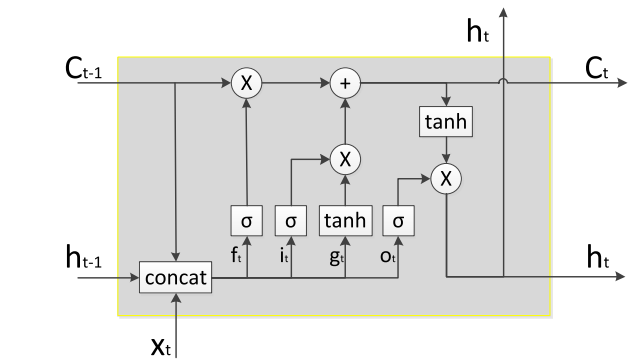 ht
Ct-1
X
+
Ct
tanh
X
X
σ
σ
tanh
σ
ft
it
gt
ot
ht-1
concat
ht
xt